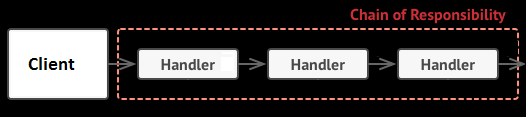 Chain of Responsibility
Client
Handler
Handler
Handler